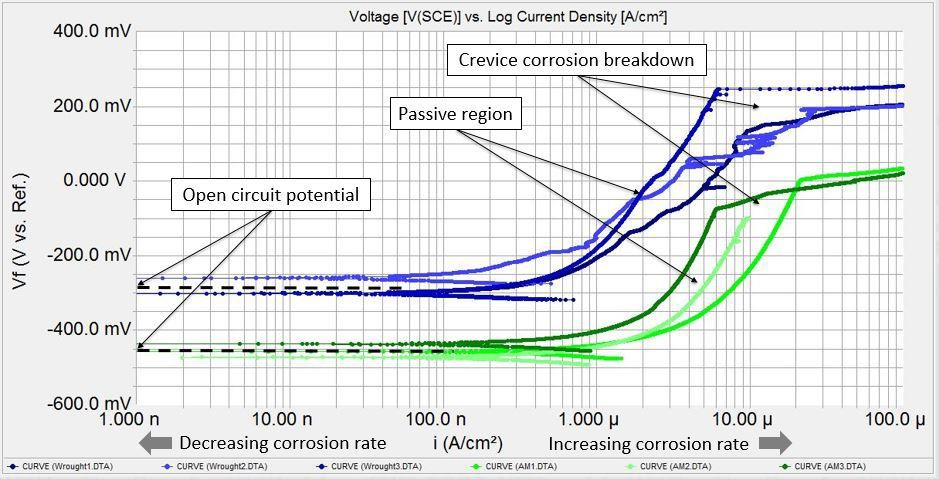 Voltage [V(SCE)] vs. Log Current Density [A/cm²]
400.0 mV
Crevice corrosion breakdown
200.0 mV
Passive region
0.000 V
Open circuit potential
Vf (V vs. Ref.)
-200.0 mV
-400.0 mV
-600.0 mV
1.000 n
10.00 n
100.0 n
1.000 µ
10.00 µ
100.0 µ
Decreasing corrosion rate
i (A/cm²)
Increasing corrosion rate
CURVE (Wrought1.DTA)
CURVE (Wrought2.DTA)
CURVE (Wrought3.DTA)
CURVE (AM1.DTA)
CURVE (AM2.DTA)
CURVE (AM3.DTA)